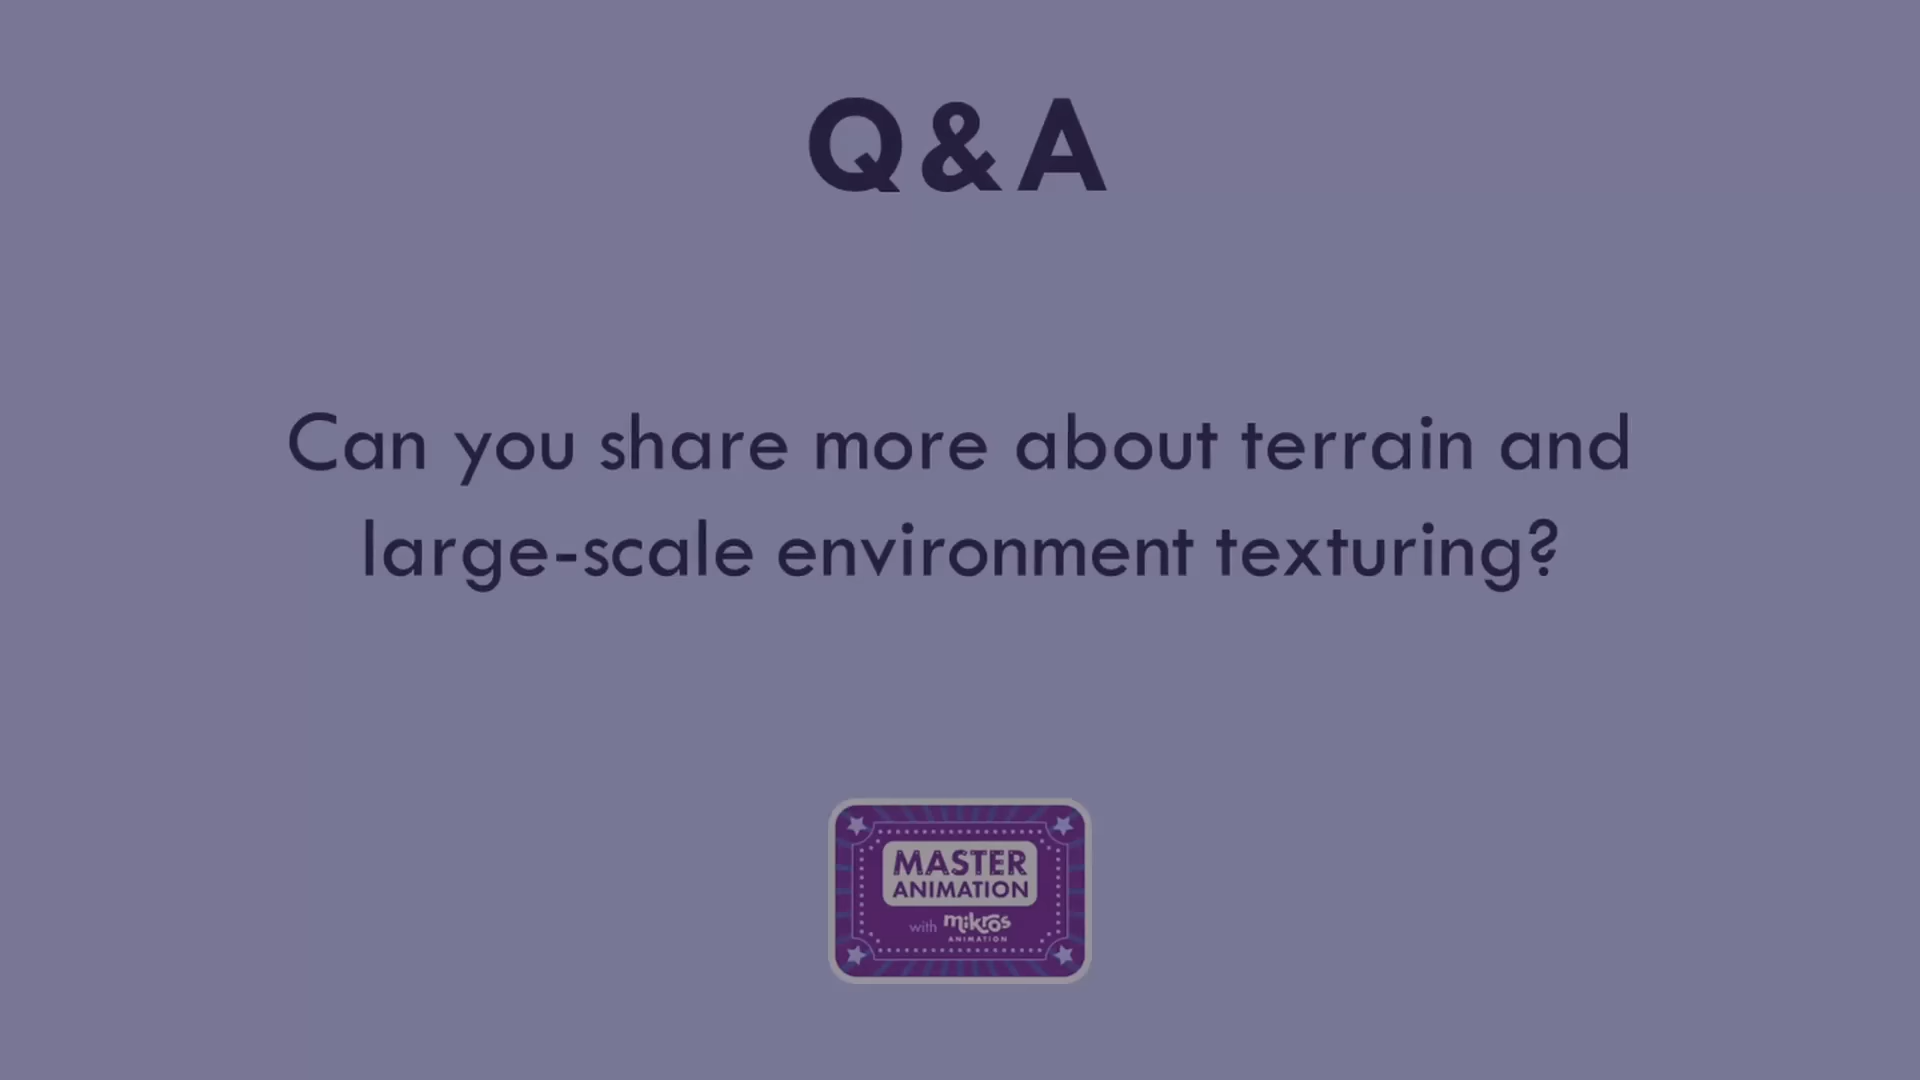 Q&A
Can you share more about terrain and
large-scale environment texturing?
MASTER
ANIMATION
with mikros
ANIMATION